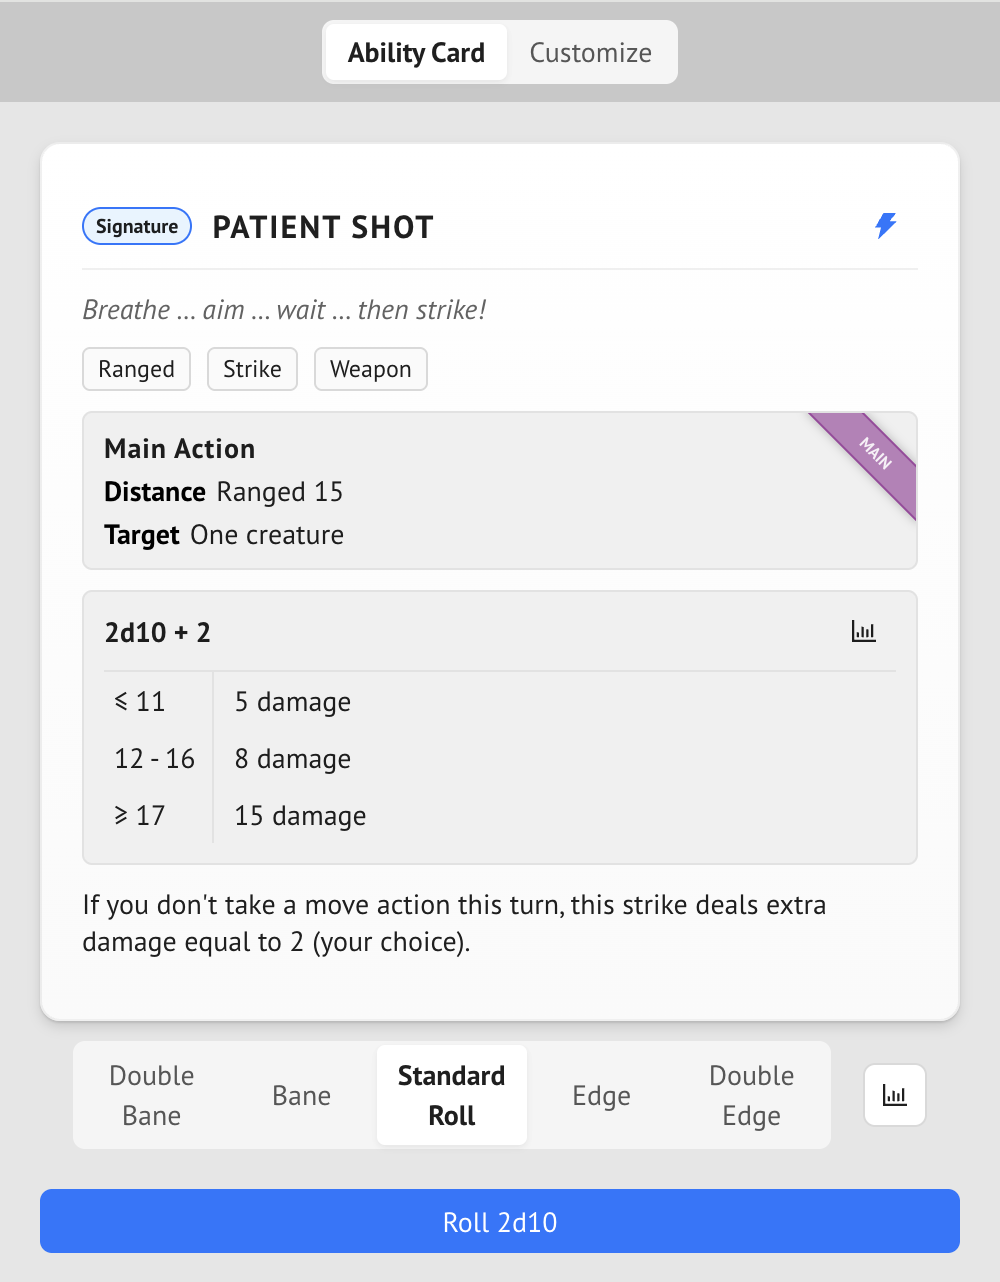 Ability Card Customize
Signature PATIENT SHOT
Breathe ... aim ... wait ... then strike!
Ranged Strike Weapon
Main Action
MAIN
Distance Ranged 15
Target One creature
2d10 + 2
⩽ 11 5 damage
12 - 16 8 damage
⩾ 17 15 damage
If you don't take a move action this turn, this strike deals extra
damage equal to 2 (your choice).
Double Bane
Bane
Standard Roll
Edge
Double Edge
Roll 2d10